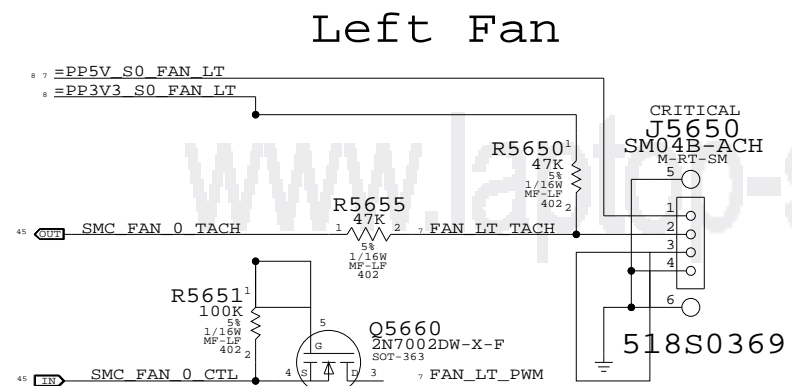 Left Fan
8 7 =PP5V_S0_FAN_LT
8 =PP3V3_S0_FAN_LT
CRITICAL
J5650
SM04B-ACH
M-RT-SM
www.laptop-s
R5650 1
47K
5%
1/16W
MF-LF
402 2
5
R5655
47K
1 2
5%
1/16W
MF-LF
402
45 OUT SMC_FAN_0_TACH
7 FAN_LT_TACH
1
2
3
4
6
518S0369
R5651 1
100K
5%
1/16W
MF-LF
402 2
5
G
4 S D 3
Q5660
2N7002DW-X-F
SOT-363
45 IN SMC_FAN_0_CTL
7 FAN_LT_PWM